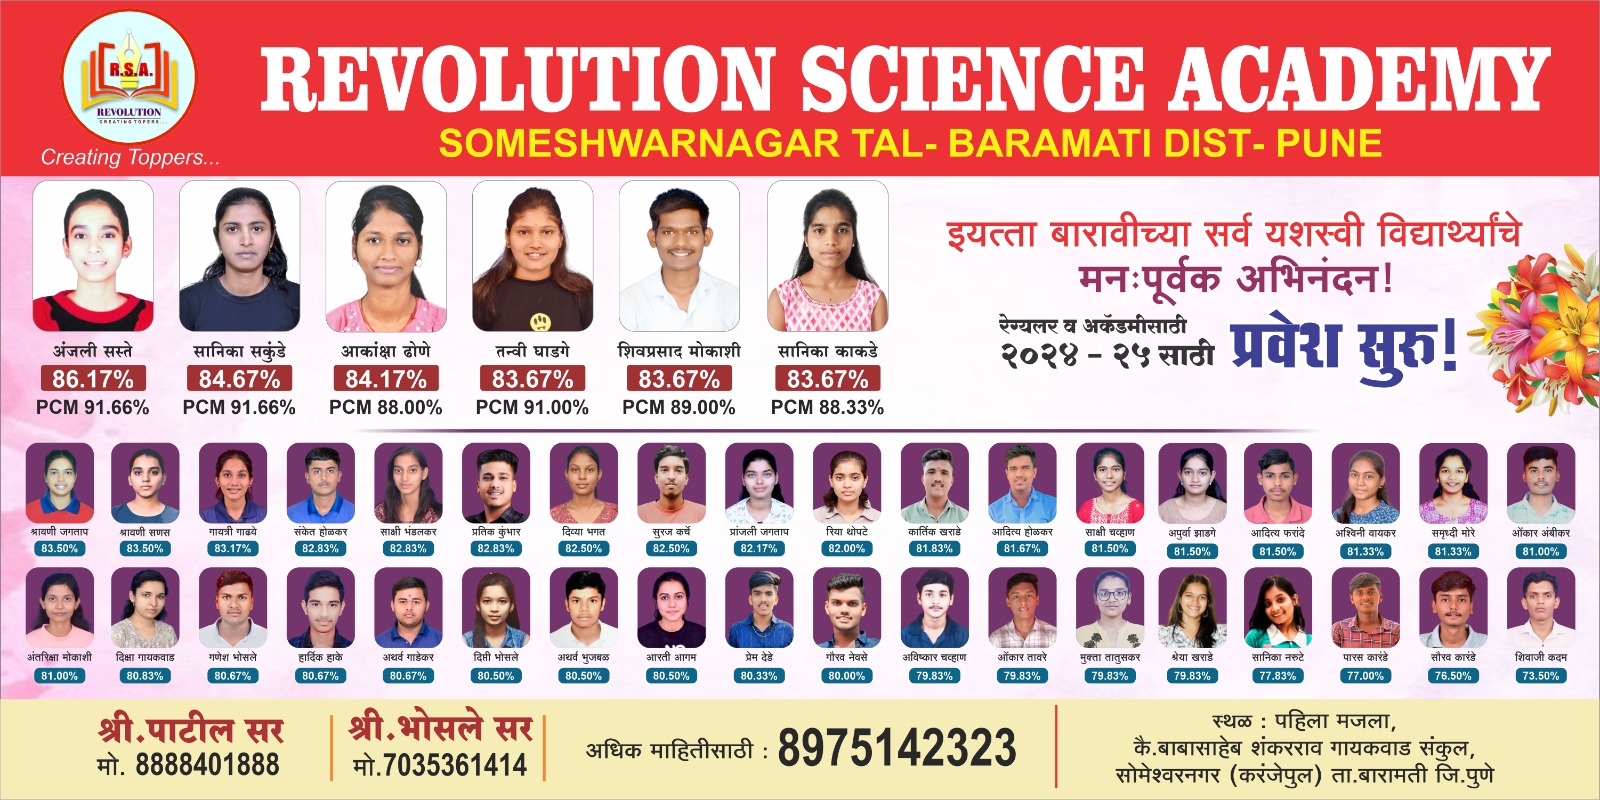 R.S.A.
REVOLUTION
CREATING TOPERS...
Creating Toppers...
REVOLUTION SCIENCE ACADEMY
SOMESHWARNAGAR TAL- BARAMATI DIST- PUNE
अंजली सस्ते
86.17%
PCM 91.66%
सानिका सकुंडे
84.67%
PCM 91.66%
आकांक्षा ढोणे
84.17%
PCM 88.00%
तन्वी घाडगे
83.67%
PCM 91.00%
शिवप्रसाद मोकाशी
83.67%
PCM 89.00%
सानिका काकडे
83.67%
PCM 88.33%
इयत्ता बारावीच्या सर्व यशस्वी विद्यार्थ्यांचे
मनःपूर्वक अभिनंदन!
रेग्यलर व अकॅडमीसाठी
२०२४ - २५ साठी
प्रवेश सुरु!
श्रावणी जगताप
83.50%
श्रावणी सणस
83.50%
गायत्री गाढवे
83.17%
संकेत होळकर
82.83%
साक्षी भंडलकर
82.83%
प्रतिक कुंभार
82.83%
दिव्या भगत
82.50%
सुरज कर्चे
82.50%
प्रांजली जगताप
82.17%
रिया थोपटे
82.00%
कार्तिक खराडे
81.83%
आदित्य होळकर
81.67%
साक्षी चव्हाण
81.50%
अपुर्वा झाडगे
81.50%
आदित्य फरांदे
81.50%
अश्विनी वायकर
81.33%
समृध्दी मोरे
81.33%
ओंकार अंबीकर
81.00%
अंतरिक्षा मोकाशी
81.00%
दिक्षा गायकवाड
80.83%
गणेश भोसले
80.67%
हार्दिक हाके
80.67%
अथर्व गाडेकर
80.67%
दिप्ती भोसले
80.50%
अथर्व भुजबळ
80.50%
आरती आगम
80.50%
प्रेम देडे
80.33%
गौरव नेवसे
80.00%
अविष्कार चव्हाण
79.83%
ओंकार तावरे
79.83%
मुक्ता तातुसकर
79.83%
श्रेया खराडे
79.83%
सानिका नरुटे
77.83%
पारस कारंडे
77.00%
सौरव कारंडे
76.50%
शिवाजी कदम
73.50%
श्री.पाटील सर
मो. 8888401888
श्री.भोसले सर
मो.7035361414
अधिक माहितीसाठी : 8975142323
स्थळ : पहिला मजला,
कै.बाबासाहेब शंकरराव गायकवाड संकुल,
सोमेश्वरनगर (करंजेपुल) ता.बारामती जि.पुणे